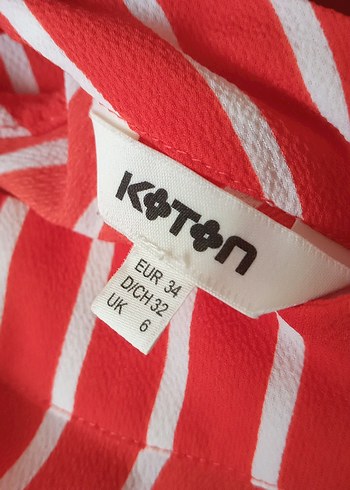 KOTON
EUR 34
D/CH 32
UK 6